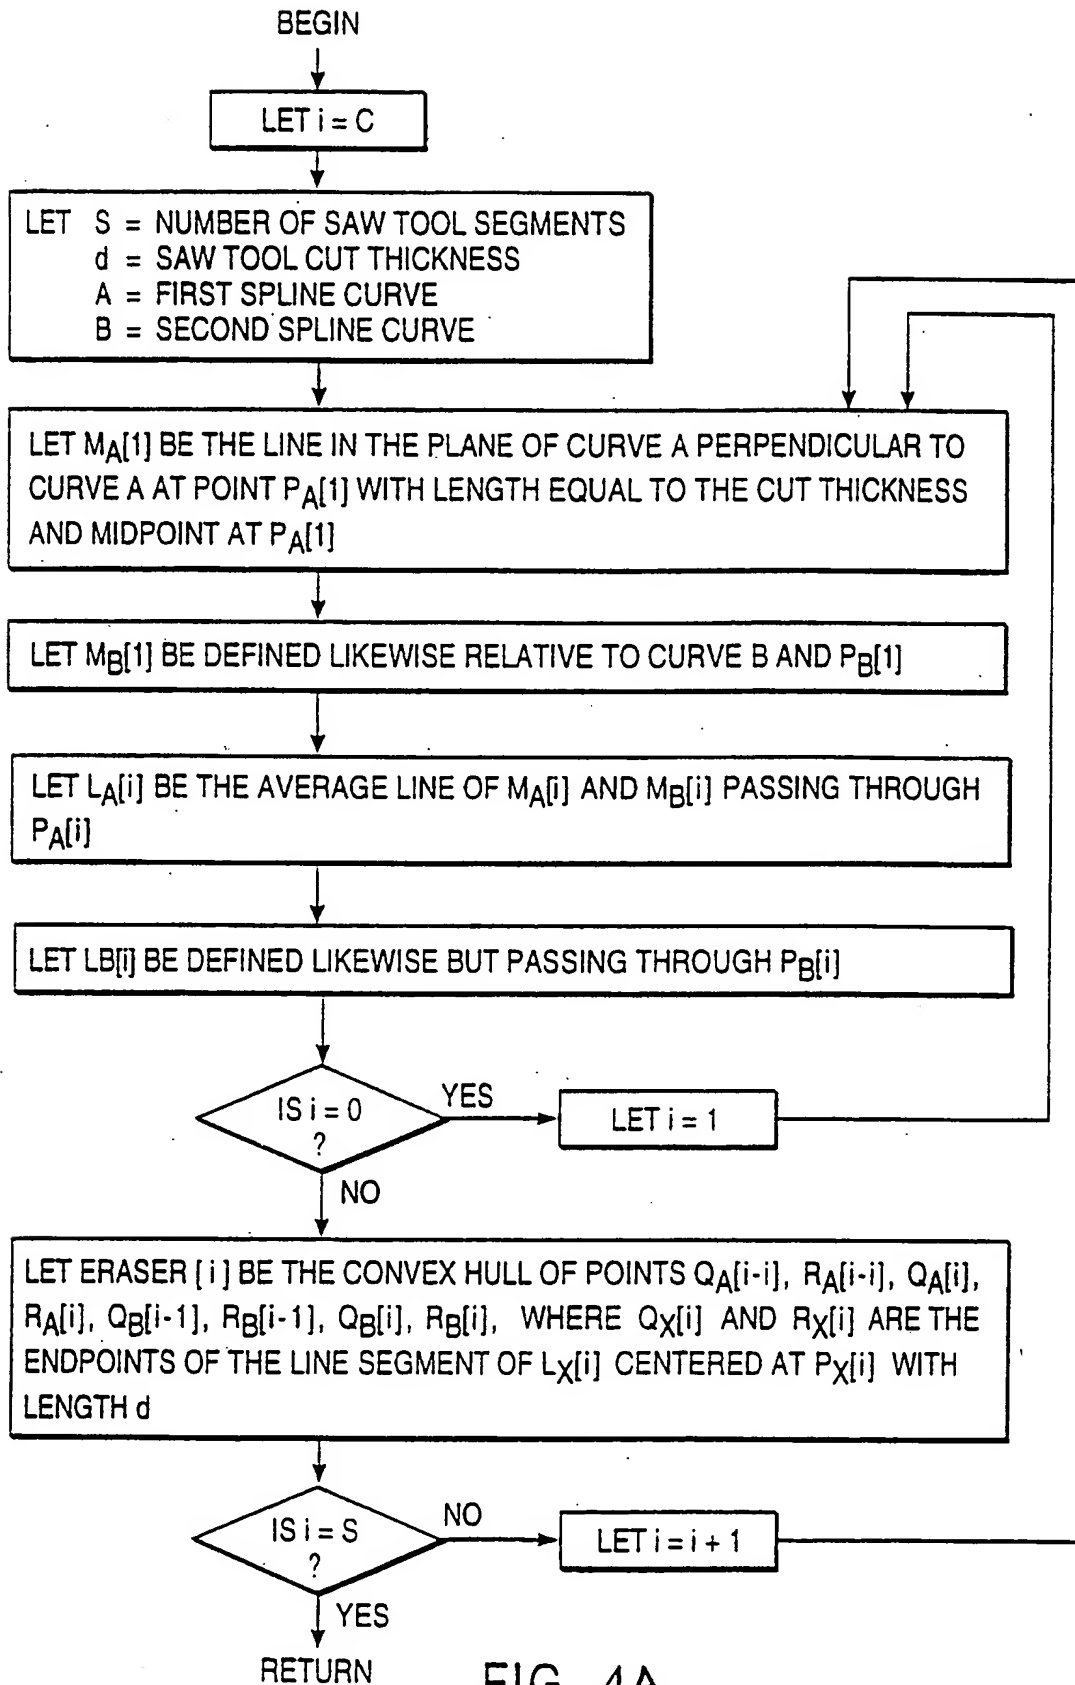 BEGIN
LET i = C
LET S = NUMBER OF SAW TOOL SEGMENTS
d = SAW TOOL CUT THICKNESS
A = FIRST SPLINE CURVE
B = SECOND SPLINE CURVE
LET MA[1] BE THE LINE IN THE PLANE OF CURVE A PERPENDICULAR TO
CURVE A AT POINT PA[1] WITH LENGTH EQUAL TO THE CUT THICKNESS
AND MIDPOINT AT PA[1]
LET MB[1] BE DEFINED LIKEWISE RELATIVE TO CURVE B AND PB[1]
LET LA[i] BE THE AVERAGE LINE OF MA[i] AND MB[i] PASSING THROUGH
PA[i]
LET LB[i] BE DEFINED LIKEWISE BUT PASSING THROUGH PB[i]
IS i = 0
?
YES
LET i = 1
NO
LET ERASER [i] BE THE CONVEX HULL OF POINTS QA[i-i], RA[i-i], QA[i],
RA[i], QB[i-1], RB[i-1], QB[i], RB[i], WHERE QX[i] AND RX[i] ARE THE
ENDPOINTS OF THE LINE SEGMENT OF LX[i] CENTERED AT PX[i] WITH
LENGTH d
IS i = S
?
NO
LET i = i + 1
YES
RETURN
FIG. 4A